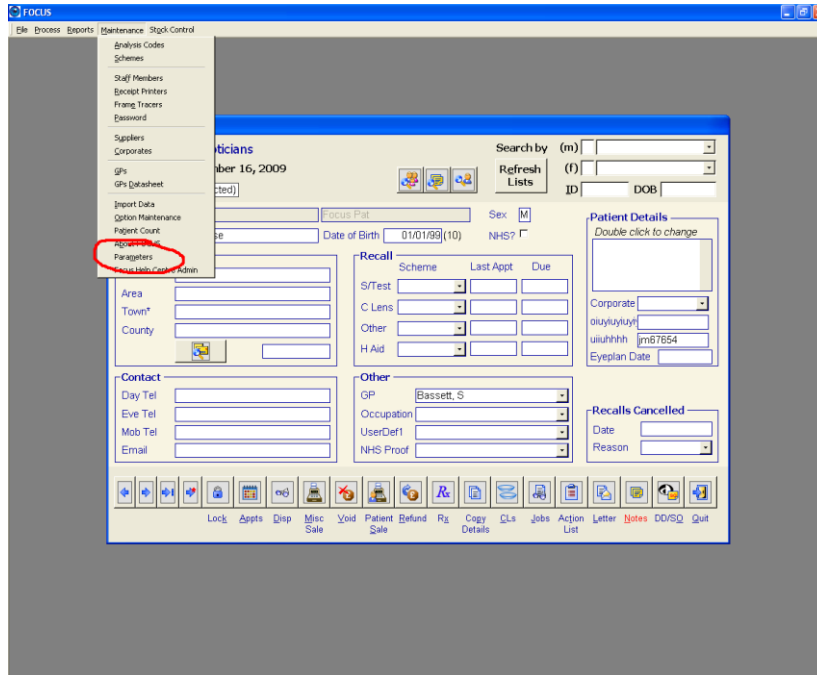 FOCUS
File Process Reports Maintenance Stock Control
Analysis Codes
Schemes
Staff Members
Receipt Printers
Frame Tracers
Password
Suppliers
Corporates
GPs
GPs Datasheet
Import Data
Option Maintenance
Patient Count
About FOCUS
Parameters
Focus Help Centre Admin
pticians
ber 16, 2009
cted)
Search by (m)
Refresh Lists
(f)
ID DOB
Focus Pat
Sex M
se
Date of Birth 01/01/99 (10)
NHS?
Area
Town*
County
Recall
Scheme Last Appt Due
S/Test
C Lens
Other
H Aid
Patient Details
Double click to change
Corporate
oiuyiuyiuyi
uiiuhhhh jm87654
Eyeplan Date
Contact
Day Tel
Eve Tel
Mob Tel
Email
Other
GP Bassett, S
Occupation
UserDef1
NHS Proof
Recalls Cancelled
Date
Reason
Rx
Lock Appts Disp Misc Sale Void Patient Sale Refund Rx Copy Details CLs Jobs Action List Letter Notes DD/SO Quit